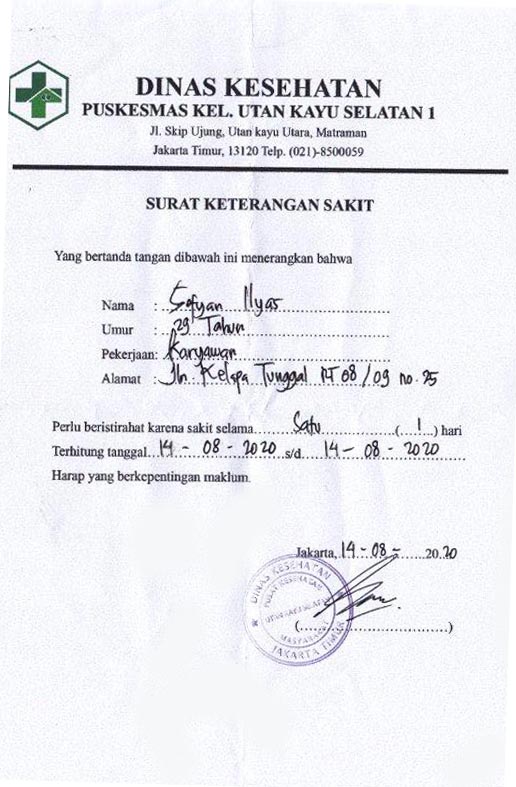 DINAS KESEHATAN
PUSKESMAS KEL. UTAN KAYU SELATAN 1
Jl. Skip Ujung, Utan kayu Utara, Matraman
Jakarta Timur, 13120 Telp. (021)-8500059
SURAT KETERANGAN SAKIT
Yang bertanda tangan dibawah ini menerangkan bahwa
Nama : Sofyan Ilyas
Umur : 29 Tahun
Pekerjaan: Karyawan
Alamat : Jln. Kelapa Tunggal RT 08/09 no. 25
Perlu beristirahat karena sakit selama Satu (1) hari
Terhitung tanggal 14 - 08 - 2020 s/d 14 - 08 - 2020
Harap yang berkepentingan maklum.
Jakarta, 14 - 08 - 2020
DINAS KESEHATAN
PUSAT KESEHATAN
MASYARAKAT
JAKARTA TIMUR
(..............................)